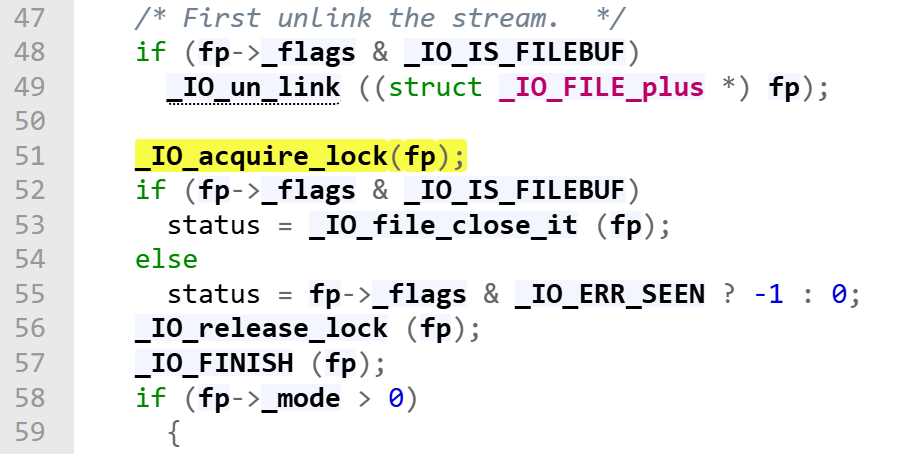 47 /* First unlink the stream.  */
48 if (fp->_flags & _IO_IS_FILEBUF)
49   _IO_un_link ((struct _IO_FILE_plus *) fp);
50
51 _IO_acquire_lock(fp);
52 if (fp->_flags & _IO_IS_FILEBUF)
53   status = _IO_file_close_it (fp);
54 else
55   status = fp->_flags & _IO_ERR_SEEN ? -1 : 0;
56 _IO_release_lock (fp);
57 _IO_FINISH (fp);
58 if (fp->_mode > 0)
59   {